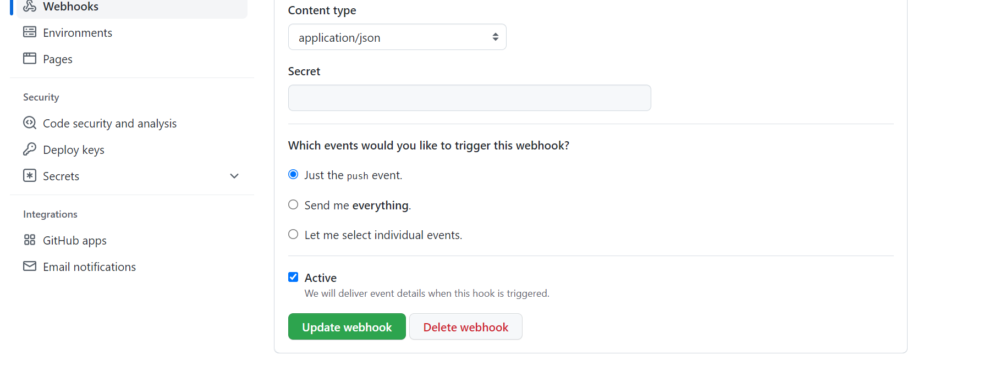 Webhooks
Environments
Pages
Security
Code security and analysis
Deploy keys
Secrets
Integrations
GitHub apps
Email notifications
Content type
application/json
Secret
Which events would you like to trigger this webhook?
Just the push event.
Send me everything.
Let me select individual events.
Active
We will deliver event details when this hook is triggered.
Update webhook
Delete webhook